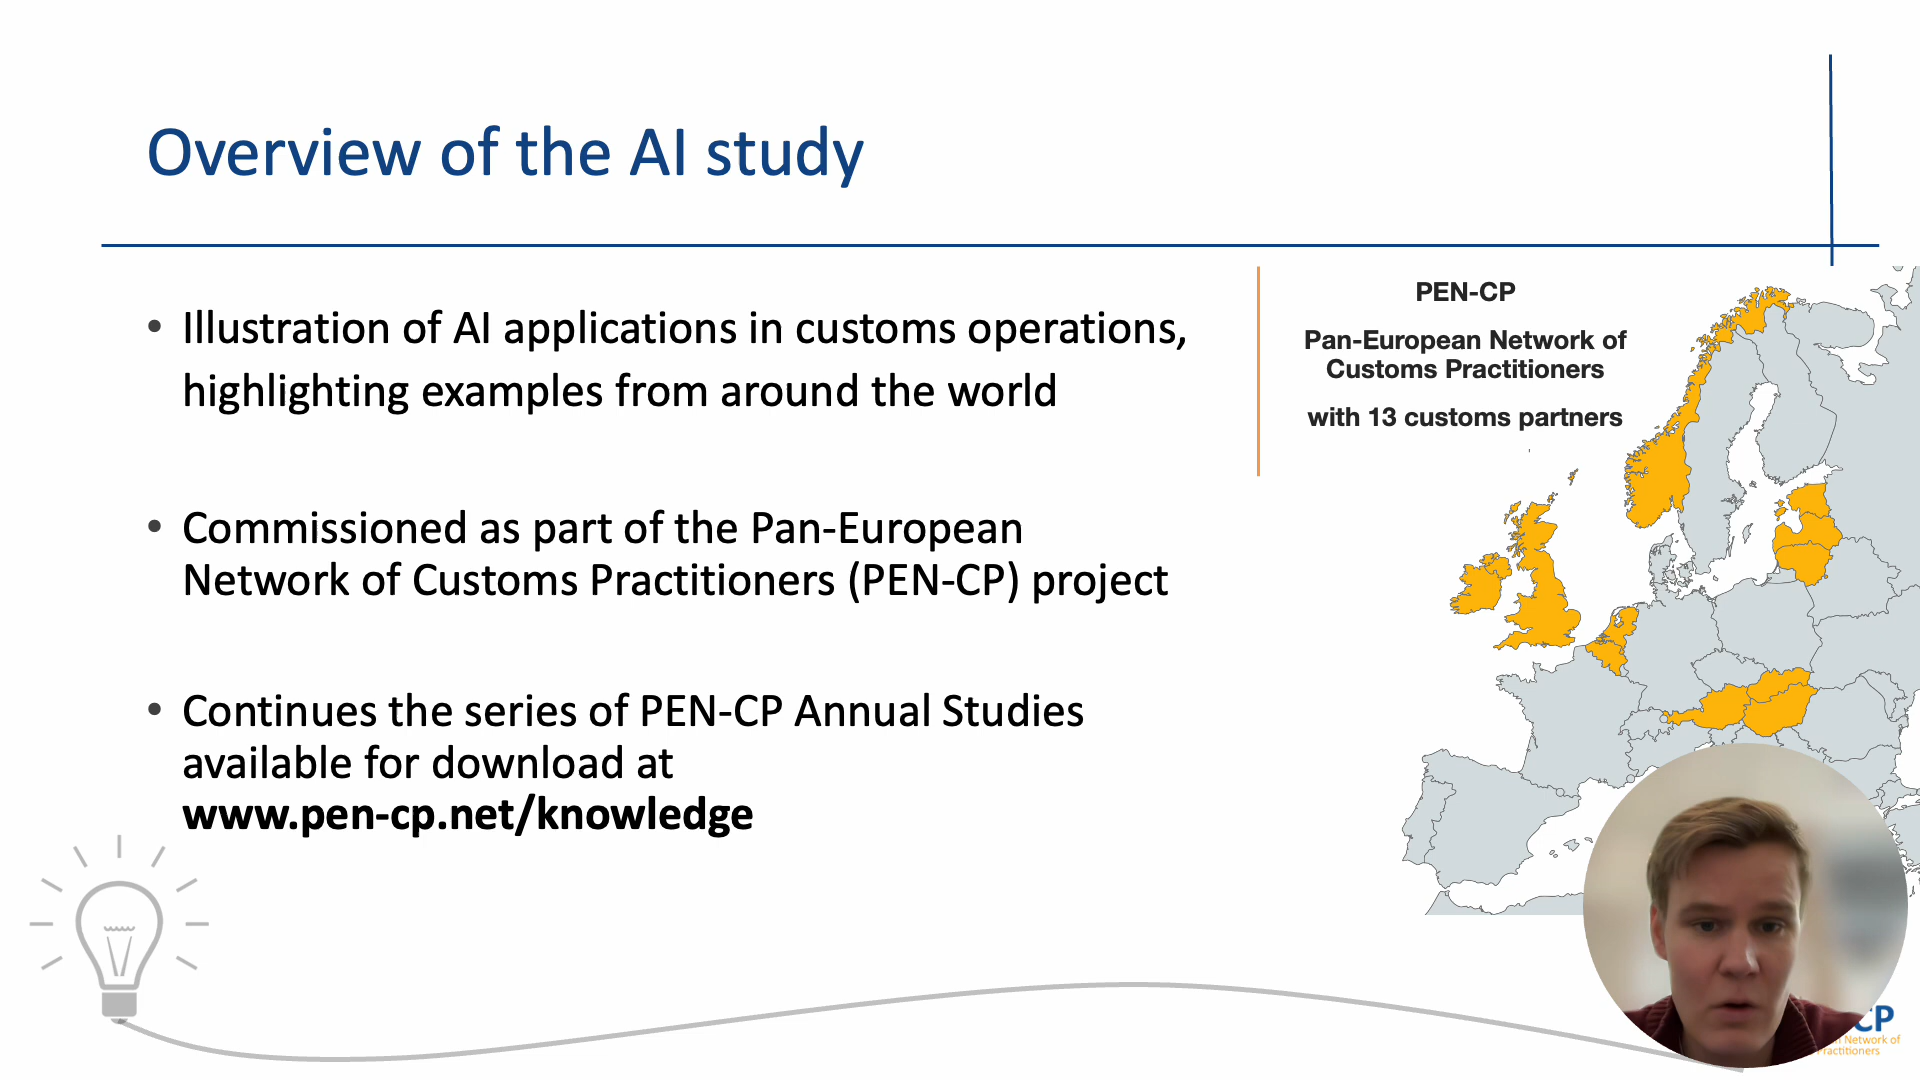 Overview of the AI study
• Illustration of AI applications in customs operations,
highlighting examples from around the world
• Commissioned as part of the Pan-European
Network of Customs Practitioners (PEN-CP) project
• Continues the series of PEN-CP Annual Studies
available for download at
www.pen-cp.net/knowledge
PEN-CP
Pan-European Network of
Customs Practitioners
with 13 customs partners
CP
Network of
Practitioners